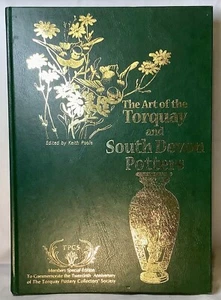 The Art of the
Torquay
and
South Devon
Potters
Edited by Keith Poole
TPCS
Members Special Edition
To Commemorate the Twentieth Anniversary
of The Torquay Pottery Collectors' Society